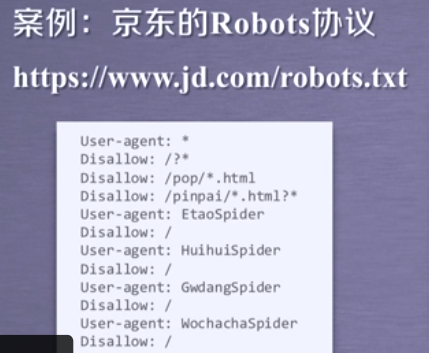 案例：京东的Robots协议
https://www.jd.com/robots.txt
User-agent: *
Disallow: /?*
Disallow: /pop/*.html
Disallow: /pinpai/*.html?*
User-agent: EtaoSpider
Disallow: /
User-agent: HuihuiSpider
Disallow: /
User-agent: GwdangSpider
Disallow: /
User-agent: WochachaSpider
Disallow: /